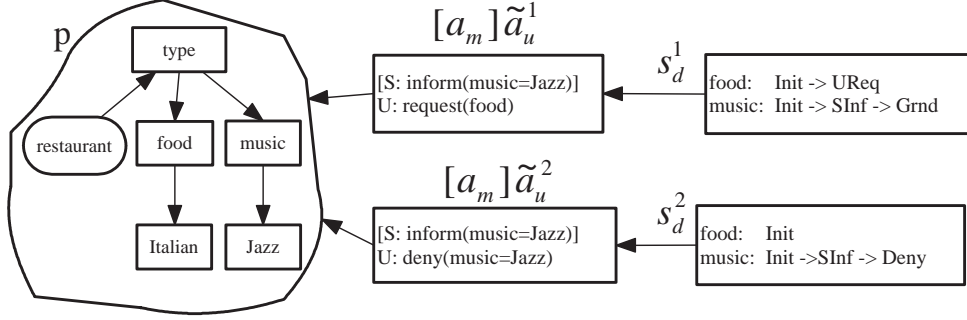 p
type
restaurant
food
music
Italian
Jazz
[a_m] ã_u^1
[S: inform(music=Jazz)]
U: request(food)
s_d^1
food: Init -> UReq
music: Init -> SInf -> Grnd
[a_m] ã_u^2
[S: inform(music=Jazz)]
U: deny(music=Jazz)
s_d^2
food: Init
music: Init ->SInf -> Deny